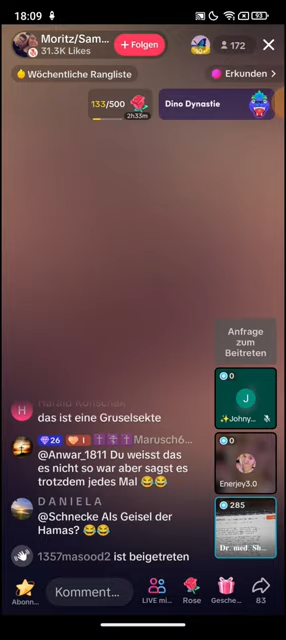 18:09
93
Moritz/Sam...
31.3K Likes
+ Folgen
172
Wöchentliche Rangliste
Erkunden >
133/500
2h33m
Dino Dynastie
Anfrage
zum
Beitreten
0
J
✨Johny...
0
Enerjey3.0
285
Dr. med. Sh...
H
das ist eine Gruselsekte
26 I Marusch6...
@Anwar_1811 Du weisst das
es nicht so war aber sagst es
trotzdem jedes Mal 😂😂
D A N I E L A
@Schnecke Als Geisel der
Hamas? 😂😂
1357masood2 ist beigetreten
Abonn...
Komment...
LIVE mi...
Rose
Gesche...
83